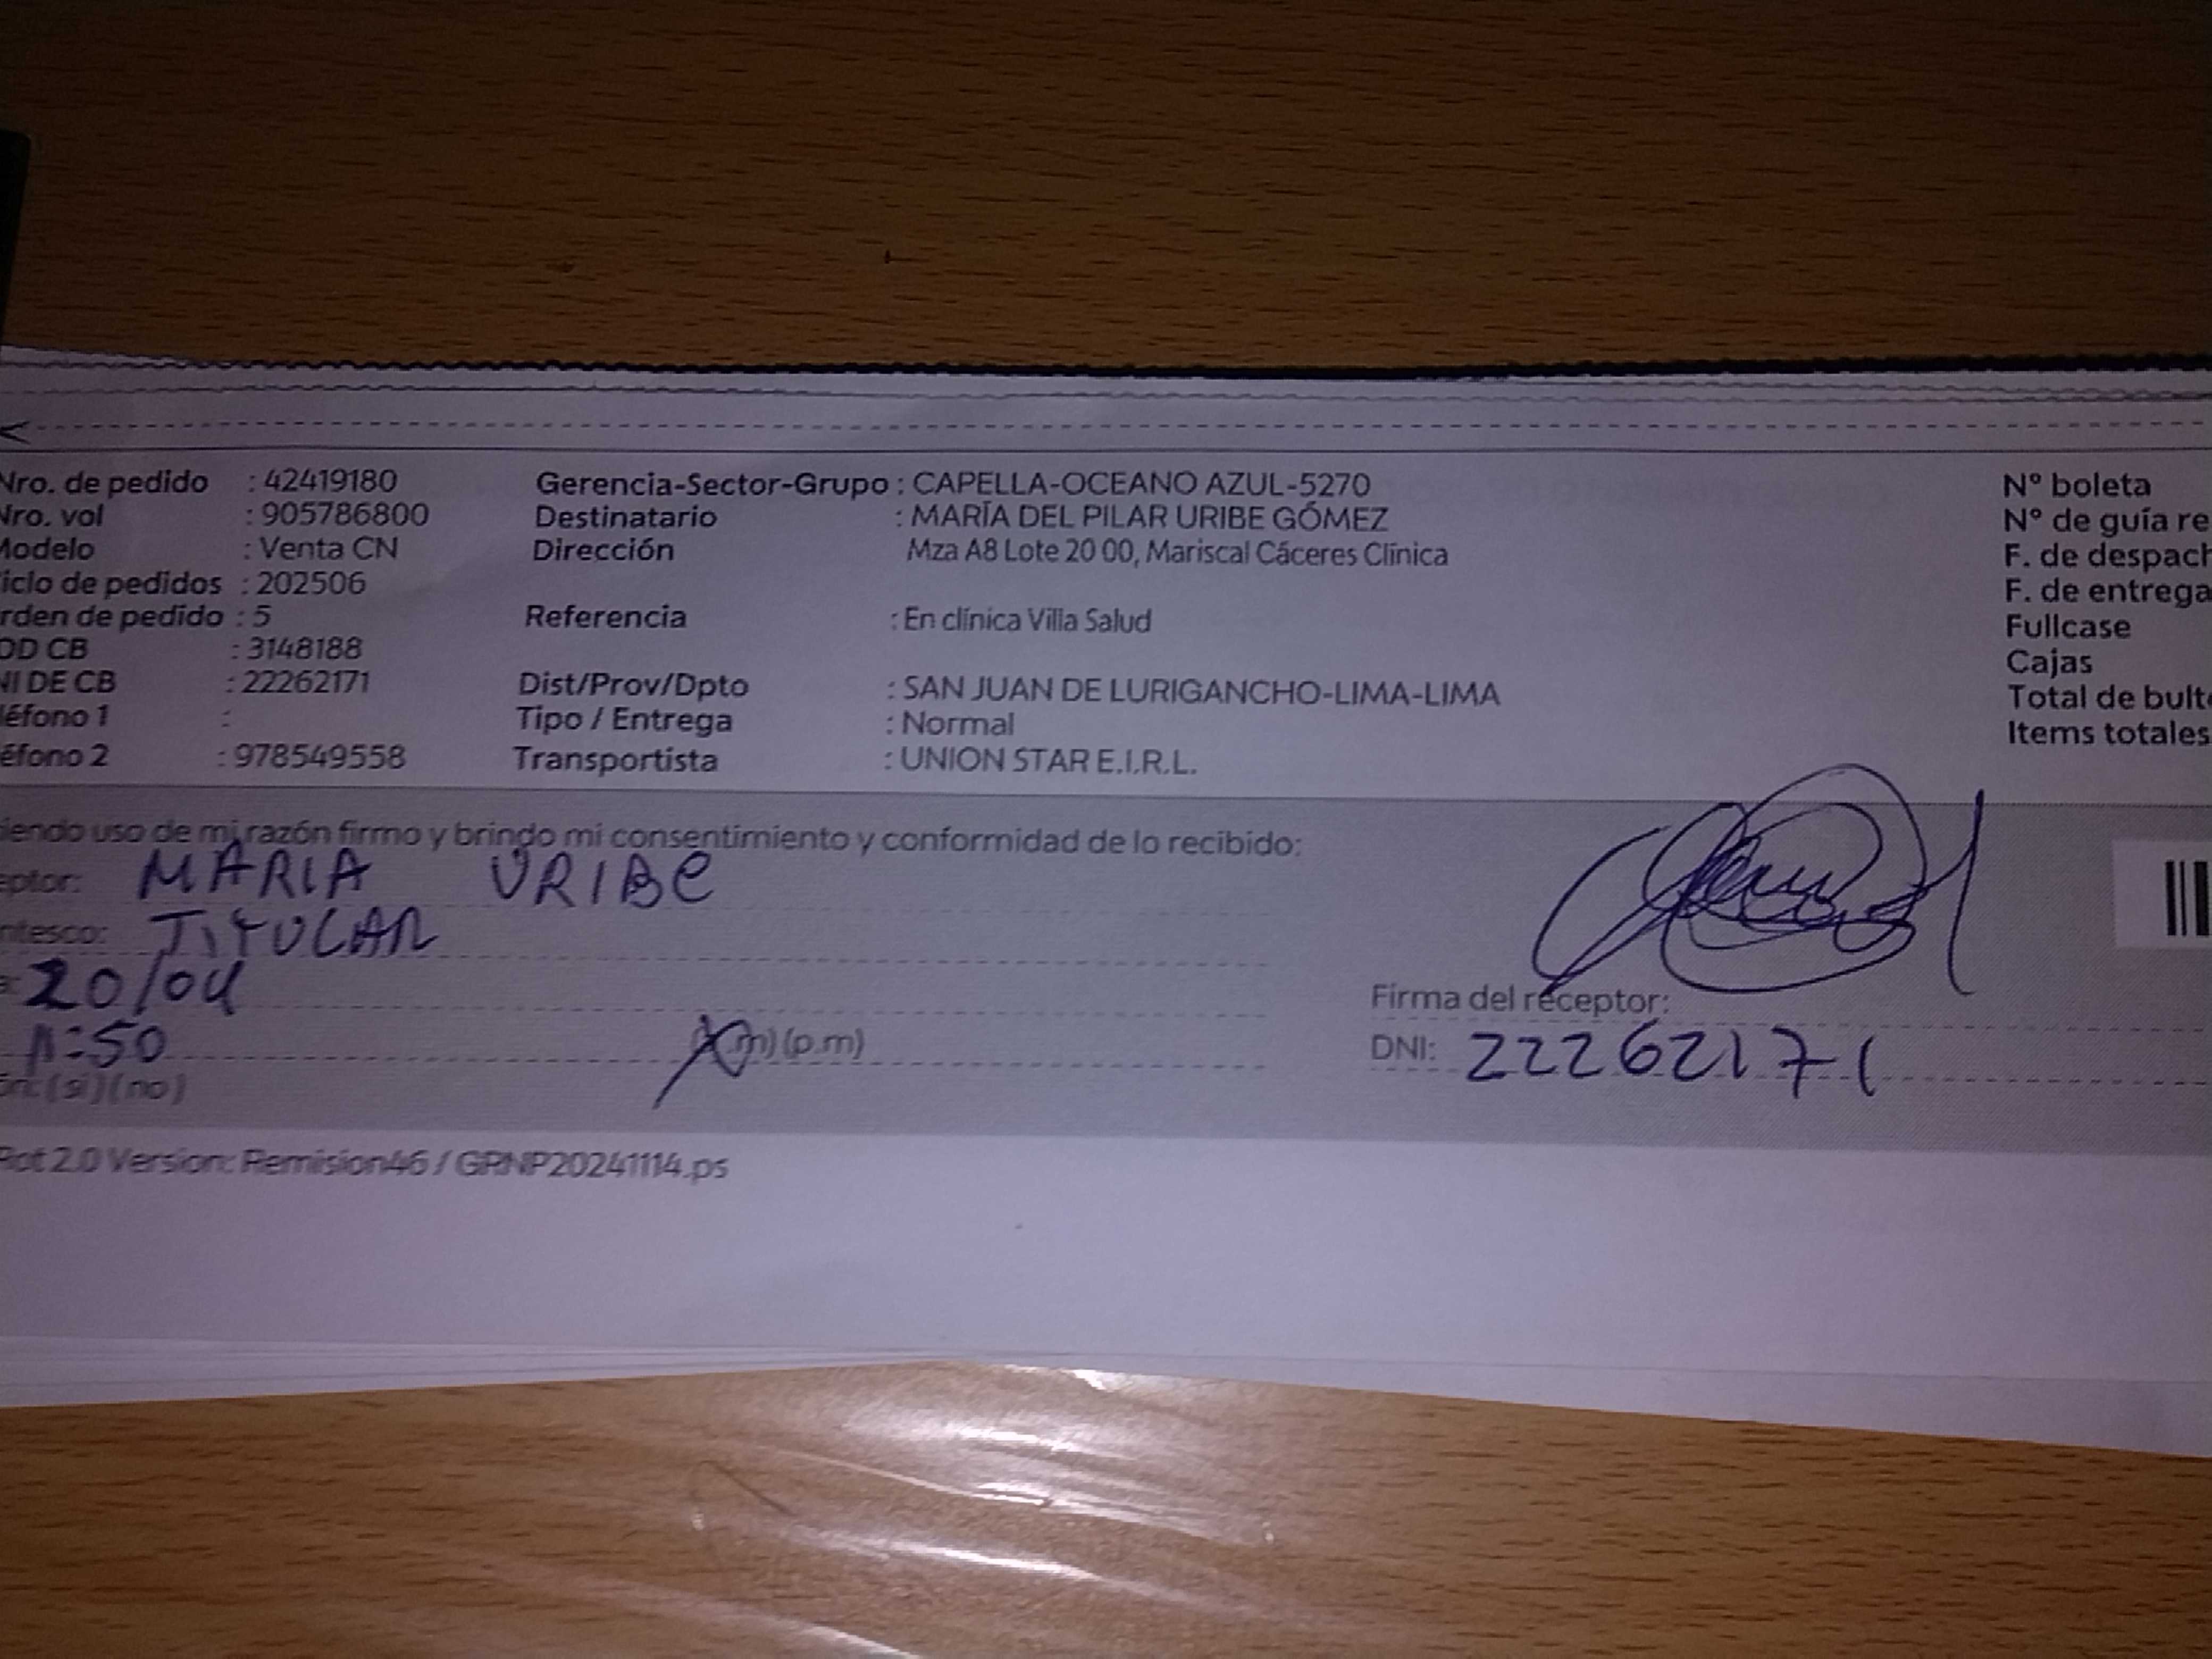 Nro. de pedido : 42419180
Nro. vol : 905786800
Modelo : Venta CN
iclo de pedidos : 202506
rden de pedido : 5
OD CB : 3148188
NI DE CB : 22262171
léfono 1 :
éfono 2 : 978549558
Gerencia-Sector-Grupo : CAPELLA-OCEANO AZUL-5270
Destinatario : MARÍA DEL PILAR URIBE GÓMEZ
Dirección Mza A8 Lote 20 00, Mariscal Cáceres Clínica
Referencia : En clínica Villa Salud
Dist/Prov/Dpto : SAN JUAN DE LURIGANCHO-LIMA-LIMA
Tipo / Entrega : Normal
Transportista : UNION STAR E.I.R.L.
N° boleta
N° de guía re
F. de despach
F. de entrega
Fullcase
Cajas
Total de bult
Items totales
iendo uso de mi razón firmo y brindo mi consentimiento y conformidad de lo recibido:
eptor: MARIA URIBE
ntesco: TITULAR
a: 20/04
11:50 m) (p.m)
(si) (no)
Firma del receptor:
DNI: 22262171
2.0 Version: Remision46 / GRNP20241114.ps